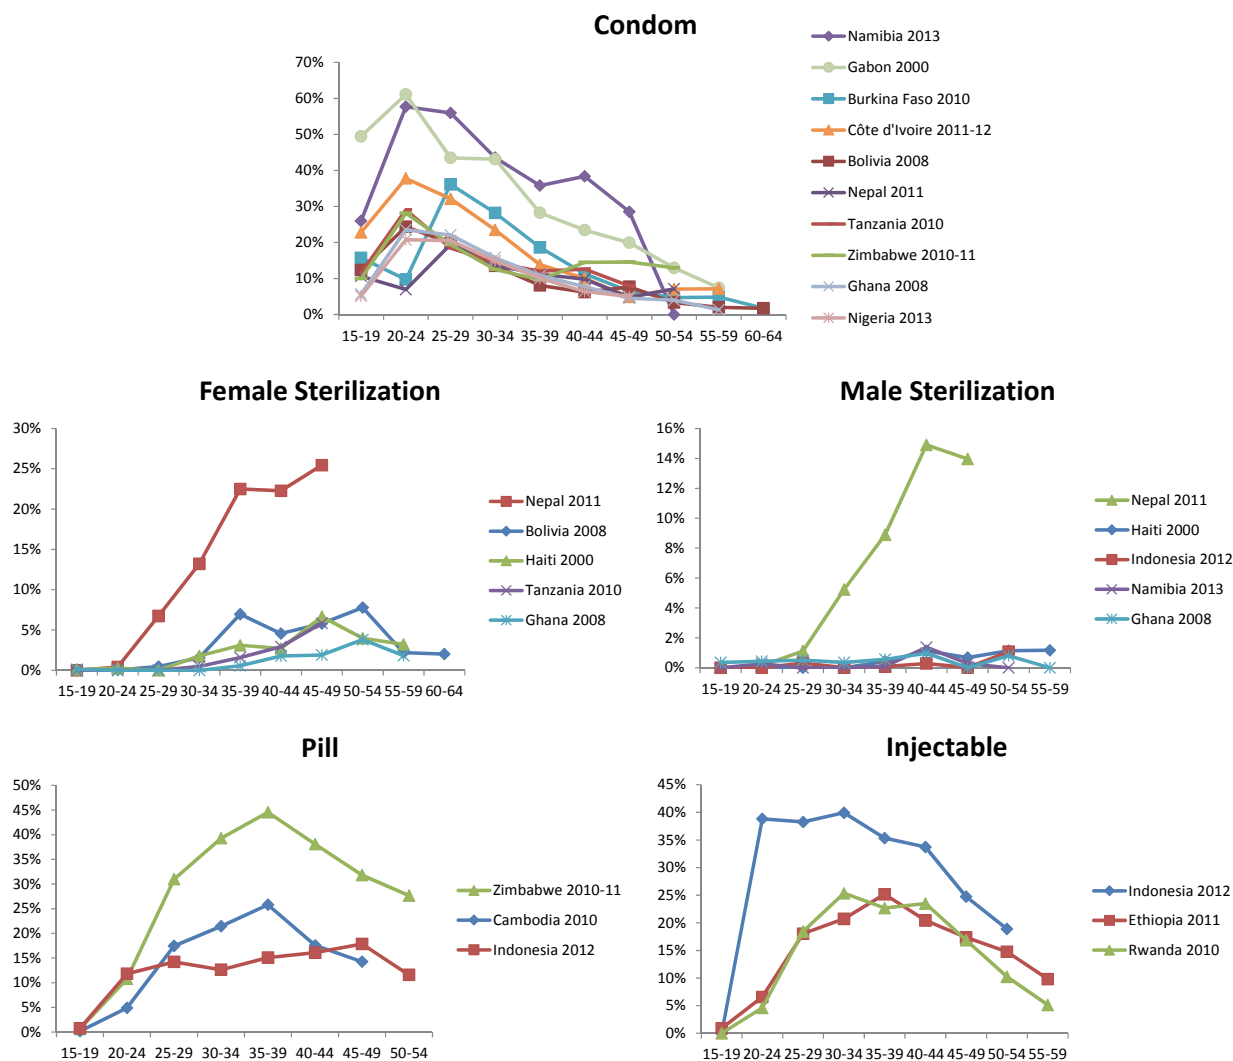 Condom
70%
60%
50%
40%
30%
20%
10%
0%
15-19 20-24 25-29 30-34 35-39 40-44 45-49 50-54 55-59 60-64
Namibia 2013
Gabon 2000
Burkina Faso 2010
Côte d'Ivoire 2011-12
Bolivia 2008
Nepal 2011
Tanzania 2010
Zimbabwe 2010-11
Ghana 2008
Nigeria 2013
Female Sterilization
30%
25%
20%
15%
10%
5%
0%
15-19 20-24 25-29 30-34 35-39 40-44 45-49 50-54 55-59 60-64
Nepal 2011
Bolivia 2008
Haiti 2000
Tanzania 2010
Ghana 2008
Male Sterilization
16%
14%
12%
10%
8%
6%
4%
2%
0%
15-19 20-24 25-29 30-34 35-39 40-44 45-49 50-54 55-59
Nepal 2011
Haiti 2000
Indonesia 2012
Namibia 2013
Ghana 2008
Pill
50%
45%
40%
35%
30%
25%
20%
15%
10%
5%
0%
15-19 20-24 25-29 30-34 35-39 40-44 45-49 50-54
Zimbabwe 2010-11
Cambodia 2010
Indonesia 2012
Injectable
45%
40%
35%
30%
25%
20%
15%
10%
5%
0%
15-19 20-24 25-29 30-34 35-39 40-44 45-49 50-54 55-59
Indonesia 2012
Ethiopia 2011
Rwanda 2010